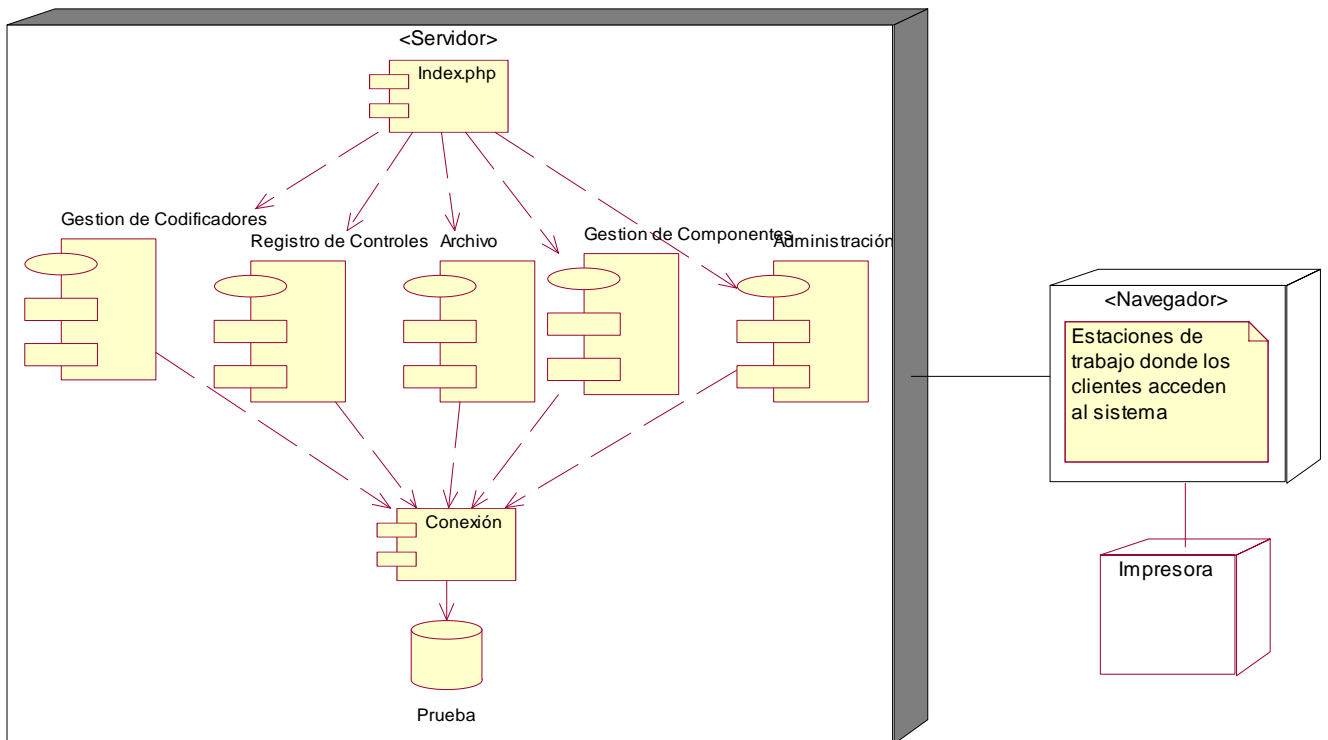 <Servidor>
Index.php
Gestion de Codificadores
Registro de Controles
Archivo
Gestion de Componentes
Administración
Conexión
Prueba
<Navegador>
Estaciones de
trabajo donde los
clientes acceden
al sistema
Impresora